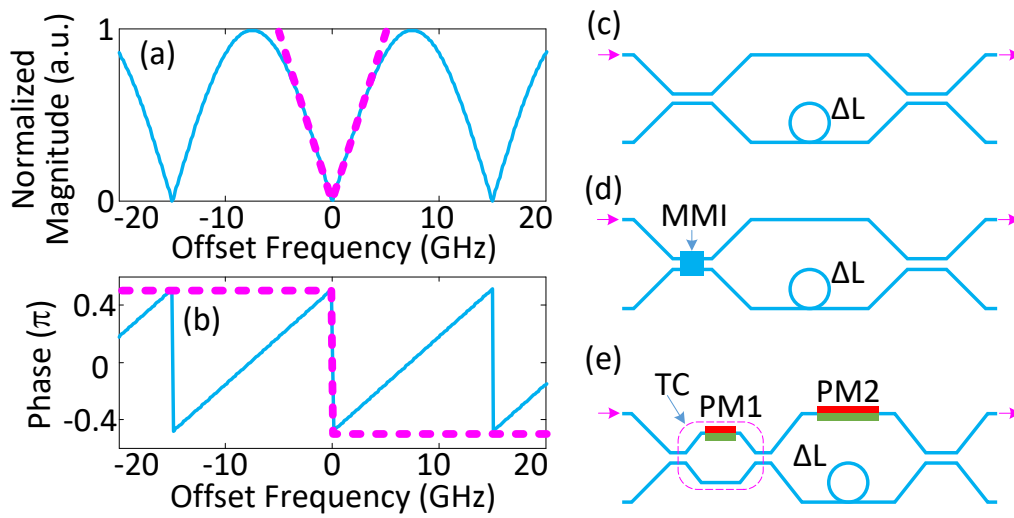 (a)
Normalized
Magnitude (a.u.)
1
0
-20 -10 0 10 20
Offset Frequency (GHz)
(b)
Phase (π)
0.4
0
-0.4
-20 -10 0 10 20
Offset Frequency (GHz)
(c)
ΔL
(d)
MMI
ΔL
(e)
TC
PM1
PM2
ΔL